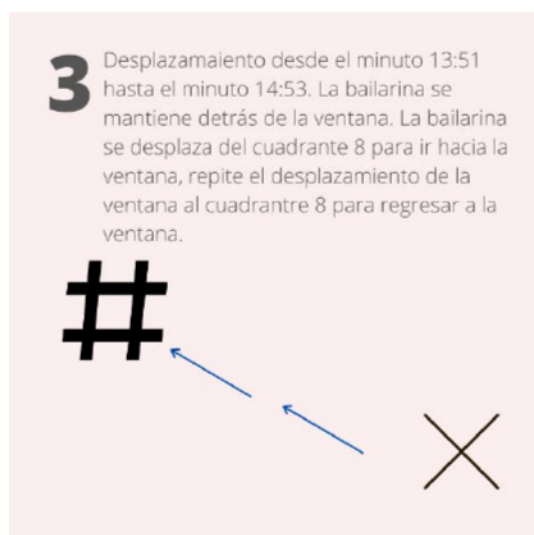 3
Desplazamaiento desde el minuto 13:51
hasta el minuto 14:53. La bailarina se
mantiene detrás de la ventana. La bailarina
se desplaza del cuadrante 8 para ir hacia la
ventana, repite el desplazamiento de la
ventana al cuadrantre 8 para regresar a la
ventana.